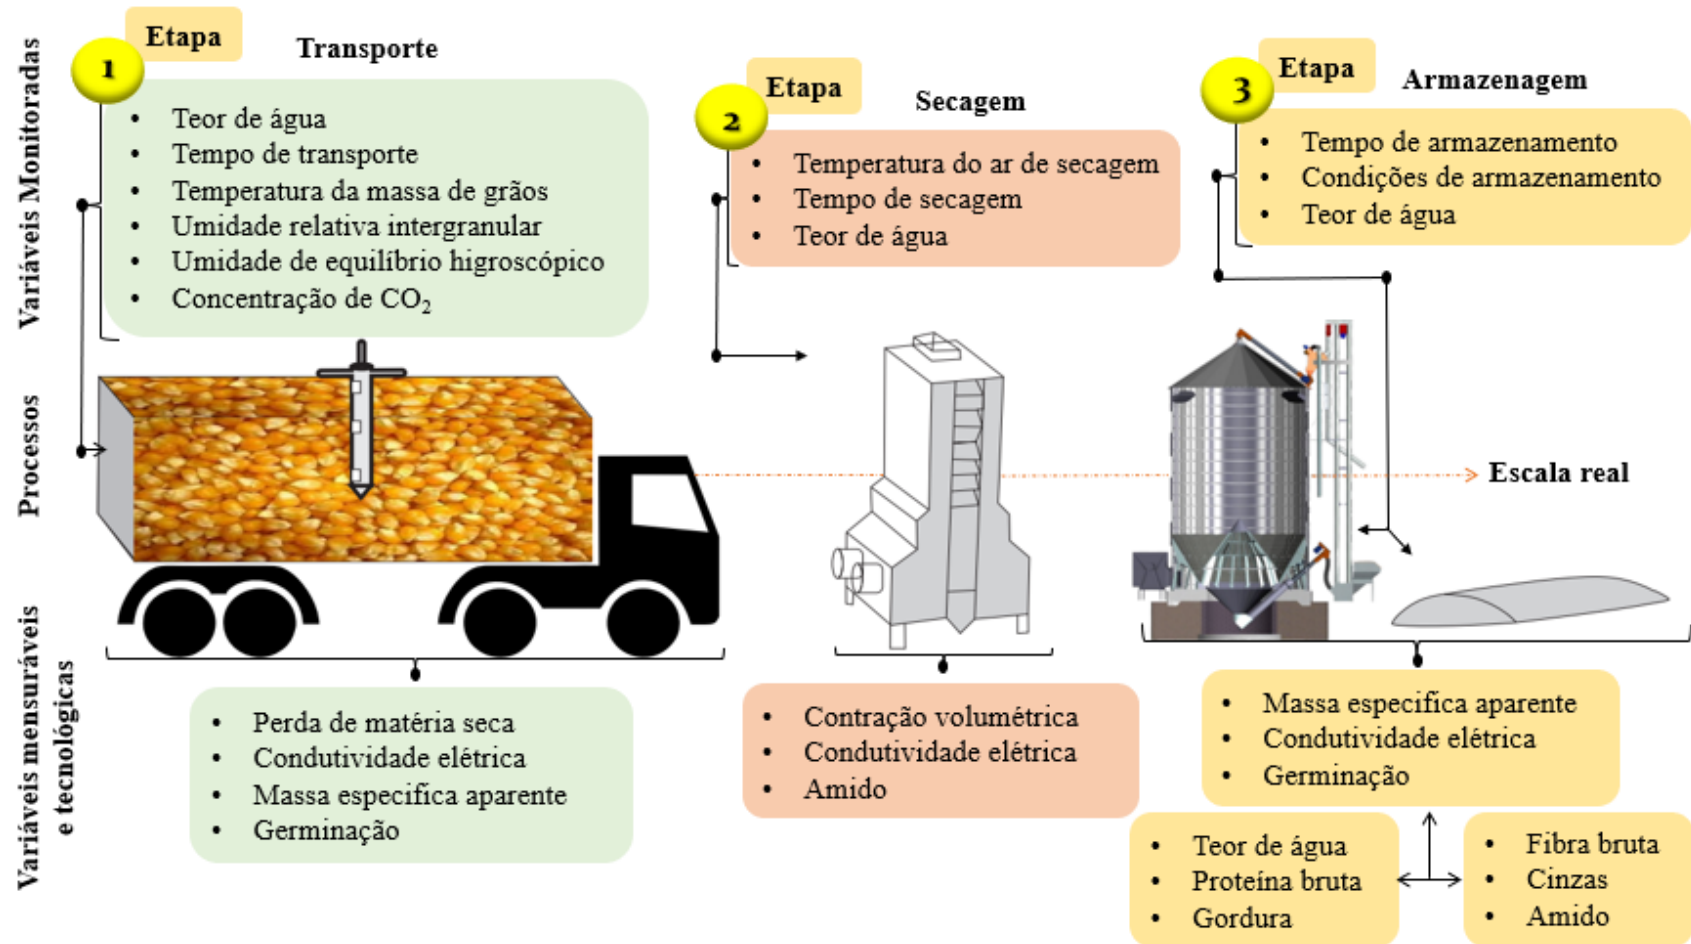 Variáveis Monitoradas
Etapa
1
Transporte
• Teor de água
• Tempo de transporte
• Temperatura da massa de grãos
• Umidade relativa intergranular
• Umidade de equilíbrio higroscópico
• Concentração de CO₂
Etapa
2
Secagem
• Temperatura do ar de secagem
• Tempo de secagem
• Teor de água
Etapa
3
Armazenagem
• Tempo de armazenamento
• Condições de armazenamento
• Teor de água
Processos
Escala real
Variáveis mensuráveis
e tecnológicas
• Perda de matéria seca
• Condutividade elétrica
• Massa especifica aparente
• Germinação
• Contração volumétrica
• Condutividade elétrica
• Amido
• Massa especifica aparente
• Condutividade elétrica
• Germinação
• Teor de água
• Proteína bruta
• Gordura
• Fibra bruta
• Cinzas
• Amido